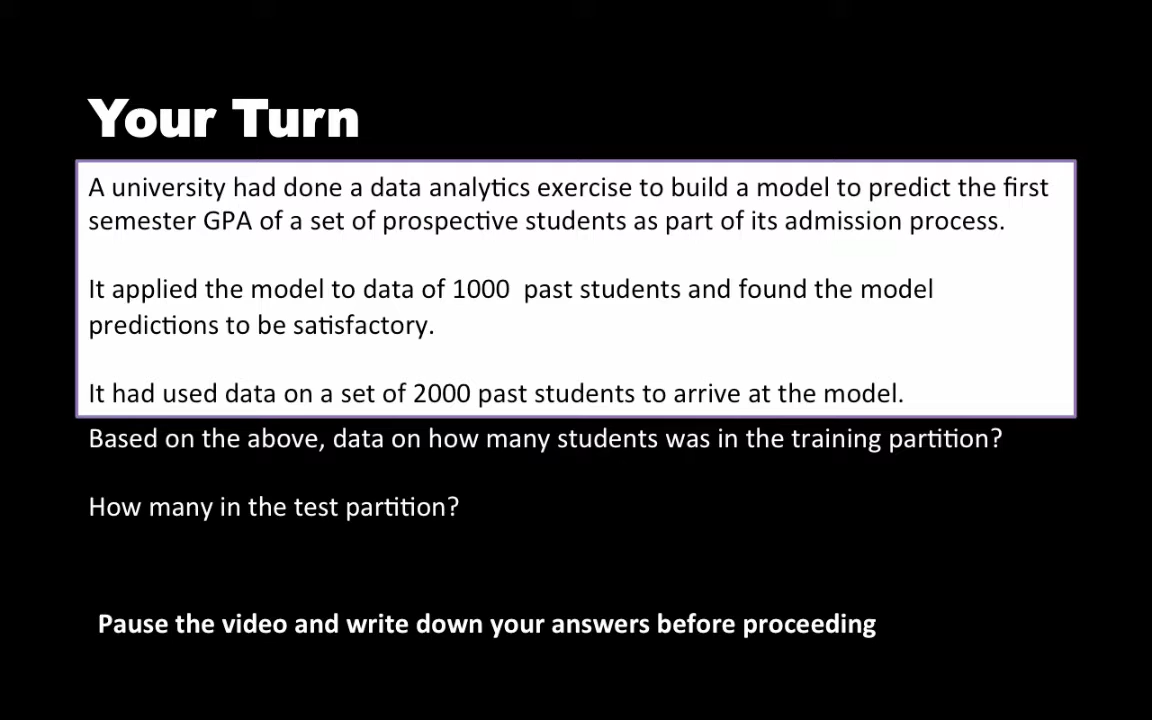 Your Turn
A university had done a data analytics exercise to build a model to predict the first
semester GPA of a set of prospective students as part of its admission process.
It applied the model to data of 1000  past students and found the model
predictions to be satisfactory.
It had used data on a set of 2000 past students to arrive at the model.
Based on the above, data on how many students was in the training partition?
How many in the test partition?
Pause the video and write down your answers before proceeding